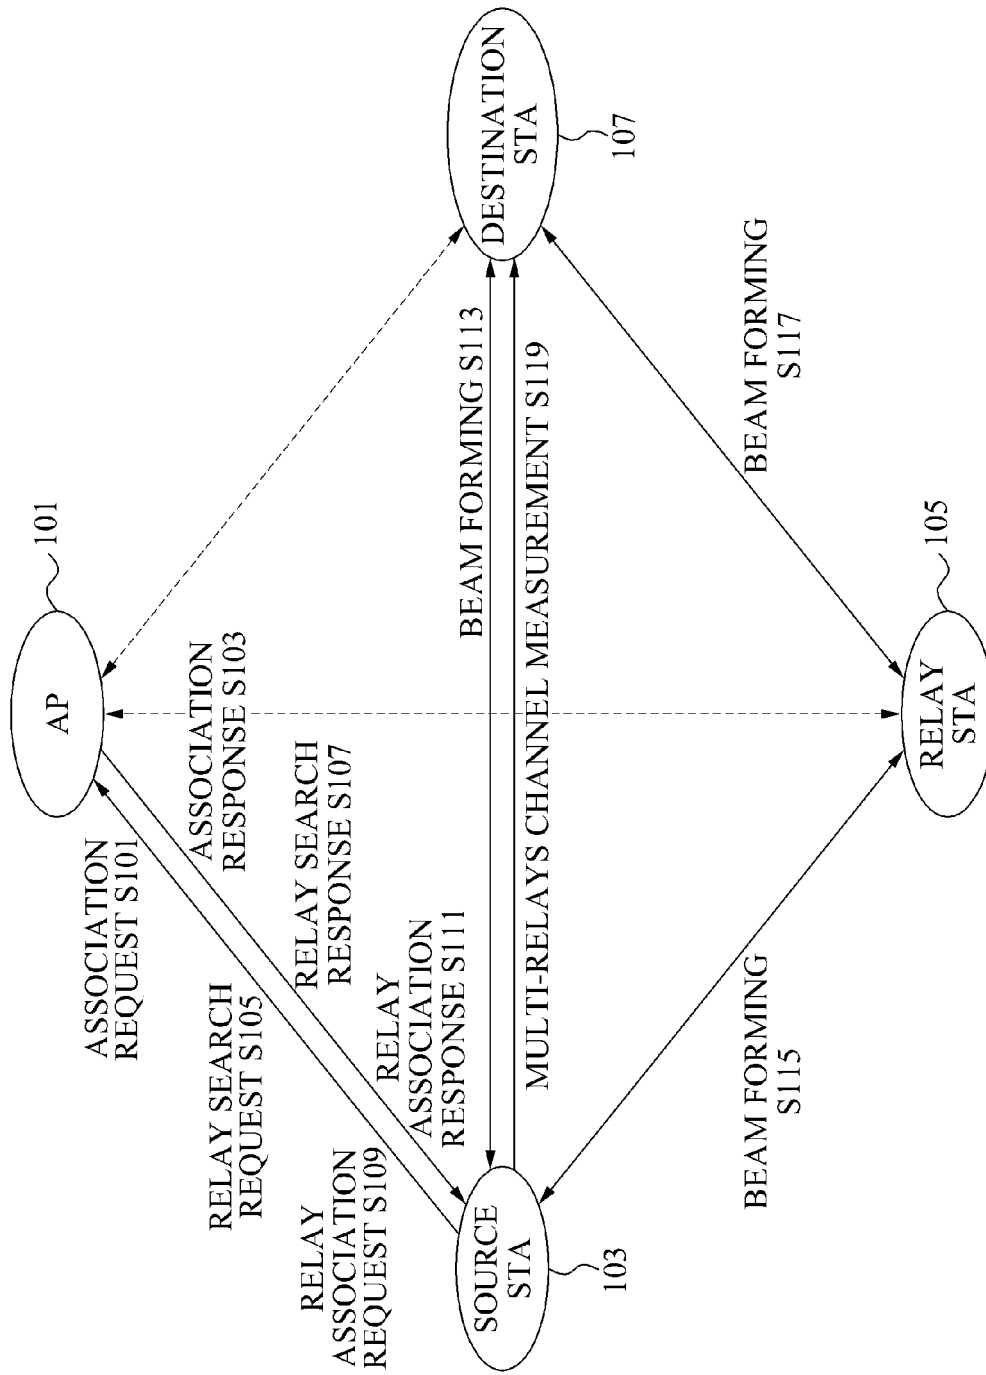 AP
101
ASSOCIATION
REQUEST S101
RELAY SEARCH
REQUEST S105
RELAY
ASSOCIATION
REQUEST S109
ASSOCIATION
RESPONSE S103
RELAY SEARCH
RESPONSE S107
RELAY
ASSOCIATION
RESPONSE S111
SOURCE
STA
103
BEAM FORMING S113
MULTI-RELAYS CHANNEL MEASUREMENT S119
DESTINATION
STA
107
BEAM FORMING
S115
BEAM FORMING
S117
RELAY
STA
105